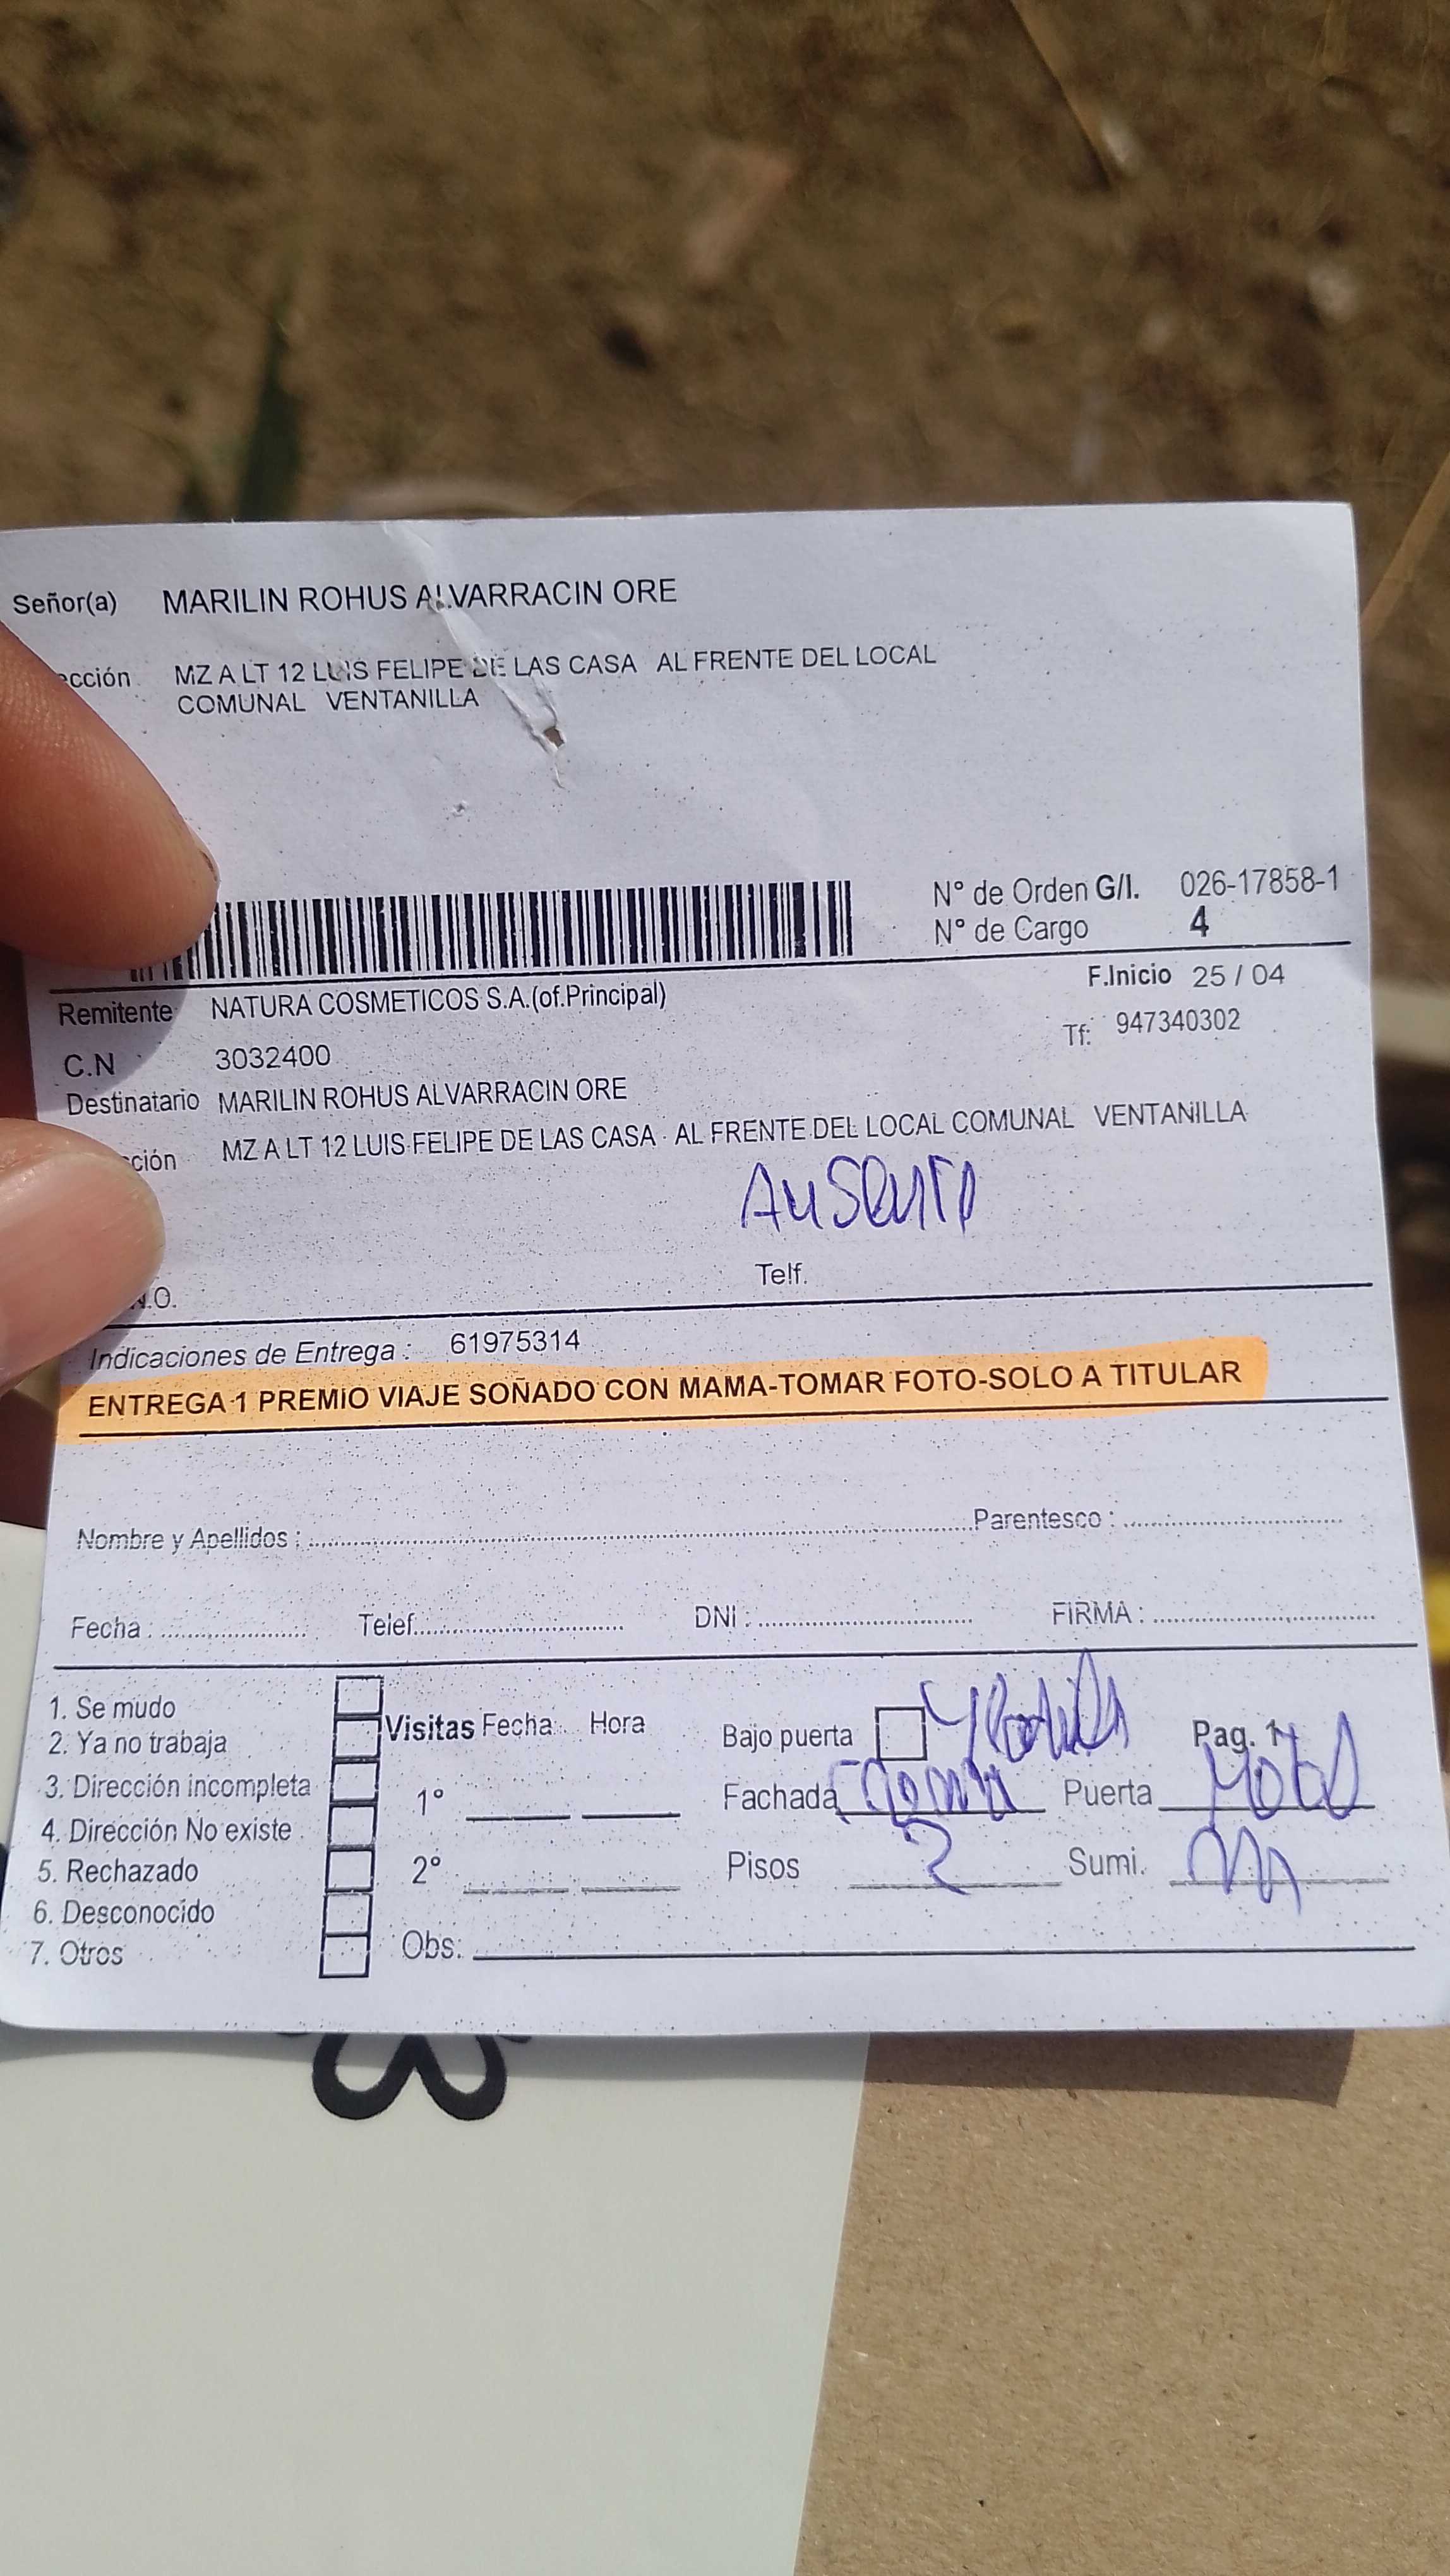 Señor(a) MARILIN ROHUS ALVARRACIN ORE
ección MZ A LT 12 LUIS FELIPE DE LAS CASA AL FRENTE DEL LOCAL
COMUNAL VENTANILLA
N° de Orden G/I. 026-17858-1
N° de Cargo 4
Remitente NATURA COSMETICOS S.A.(of.Principal) F.Inicio 25 / 04
C.N 3032400 Tf: 947340302
Destinatario MARILIN ROHUS ALVARRACIN ORE
ción MZ A LT 12 LUIS FELIPE DE LAS CASA AL FRENTE DEL LOCAL COMUNAL VENTANILLA
Ausente
N.O. Telf.
Indicaciones de Entrega : 61975314
ENTREGA 1 PREMIO VIAJE SOÑADO CON MAMA-TOMAR FOTO-SOLO A TITULAR
Nombre y Apellidos : Parentesco :
Fecha : Telef. DNI : FIRMA :
1. Se mudo
2. Ya no trabaja Visitas Fecha Hora Bajo puerta Pag. 1
3. Dirección incompleta 1° Fachada Puerta
4. Dirección No existe
5. Rechazado 2° Pisos 2 Sumi.
6. Desconocido
7. Otros Obs: